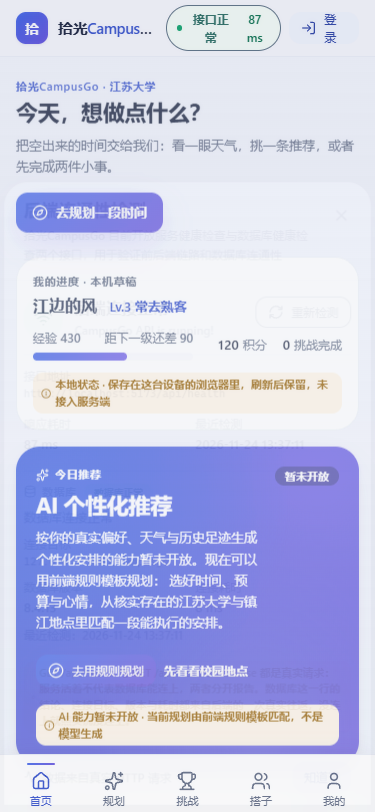 拾 拾光Campus... 接口正常 87 ms 登录
拾光CampusGo · 江苏大学
今天，想做点什么？
把空出来的时间交给我们：看一眼天气，挑一条推荐，或者
先完成两件小事。
去规划一段时间
我的进度 · 本机草稿
江边的风 Lv.3 常去熟客
经验 430 距下一级还差 90
120 积分 0 挑战完成
本地状态 · 保存在这台设备的浏览器里，刷新后保留，未
接入服务端
今日推荐 暂未开放
AI 个性化推荐
按你的真实偏好、天气与历史足迹生成
个性化安排的能力暂未开放。现在可以
用前端规则模板规划： 选好时间、预
算与心情，从核实存在的江苏大学与镇
江地点里匹配一段能执行的安排。
去用规则规划 先看看校园地点
AI 能力暂未开放 · 当前规划由前端规则模板匹配，不是
模型生成
首页 规划 挑战 搭子 我的